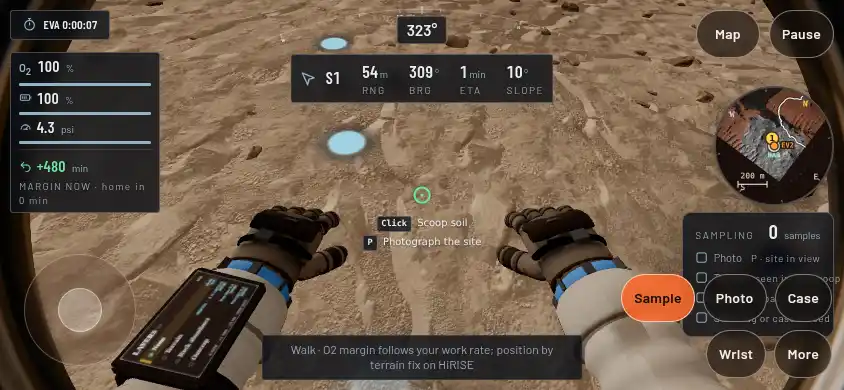 EVA 0:00:07
323°
Map
Pause
O2 100 %
100 %
4.3 psi
+480 min
MARGIN NOW · home in
0 min
S1
54 m
RNG
309°
BRG
1 min
ETA
10°
SLOPE
N
1
EV2
HAB
200 m
E
Click Scoop soil
P Photograph the site
SAMPLING 0 samples
Photo P · site in view
Sample
Photo
Case
Wrist
More
Walk · O2 margin follows your work rate; position by
terrain fix on HiRISE